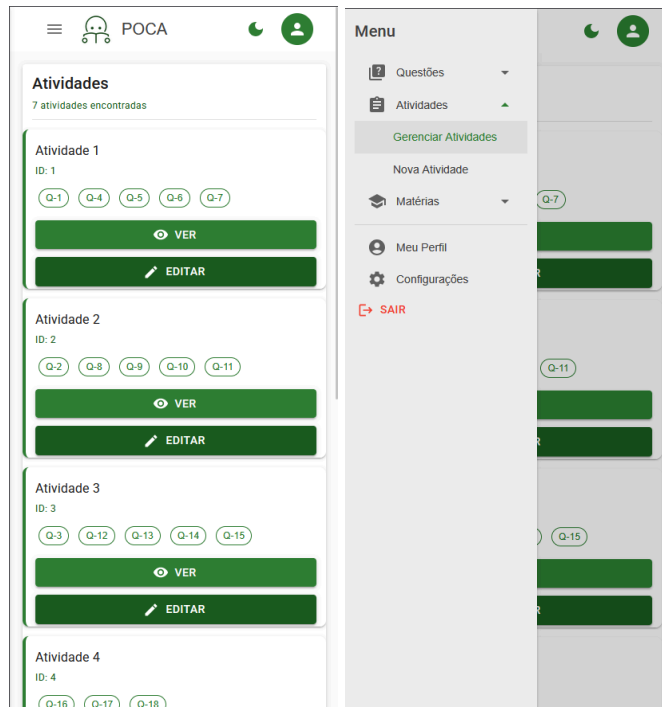 POCA
Atividades
7 atividades encontradas
Atividade 1
ID: 1
Q-1 Q-4 Q-5 Q-6 Q-7
VER
EDITAR
Atividade 2
ID: 2
Q-2 Q-8 Q-9 Q-10 Q-11
VER
EDITAR
Atividade 3
ID: 3
Q-3 Q-12 Q-13 Q-14 Q-15
VER
EDITAR
Atividade 4
ID: 4
Q-16 Q-17 Q-18
Menu
Questões
Atividades
Gerenciar Atividades
Nova Atividade
Matérias
Meu Perfil
Configurações
SAIR
Q-7
Q-11
Q-15